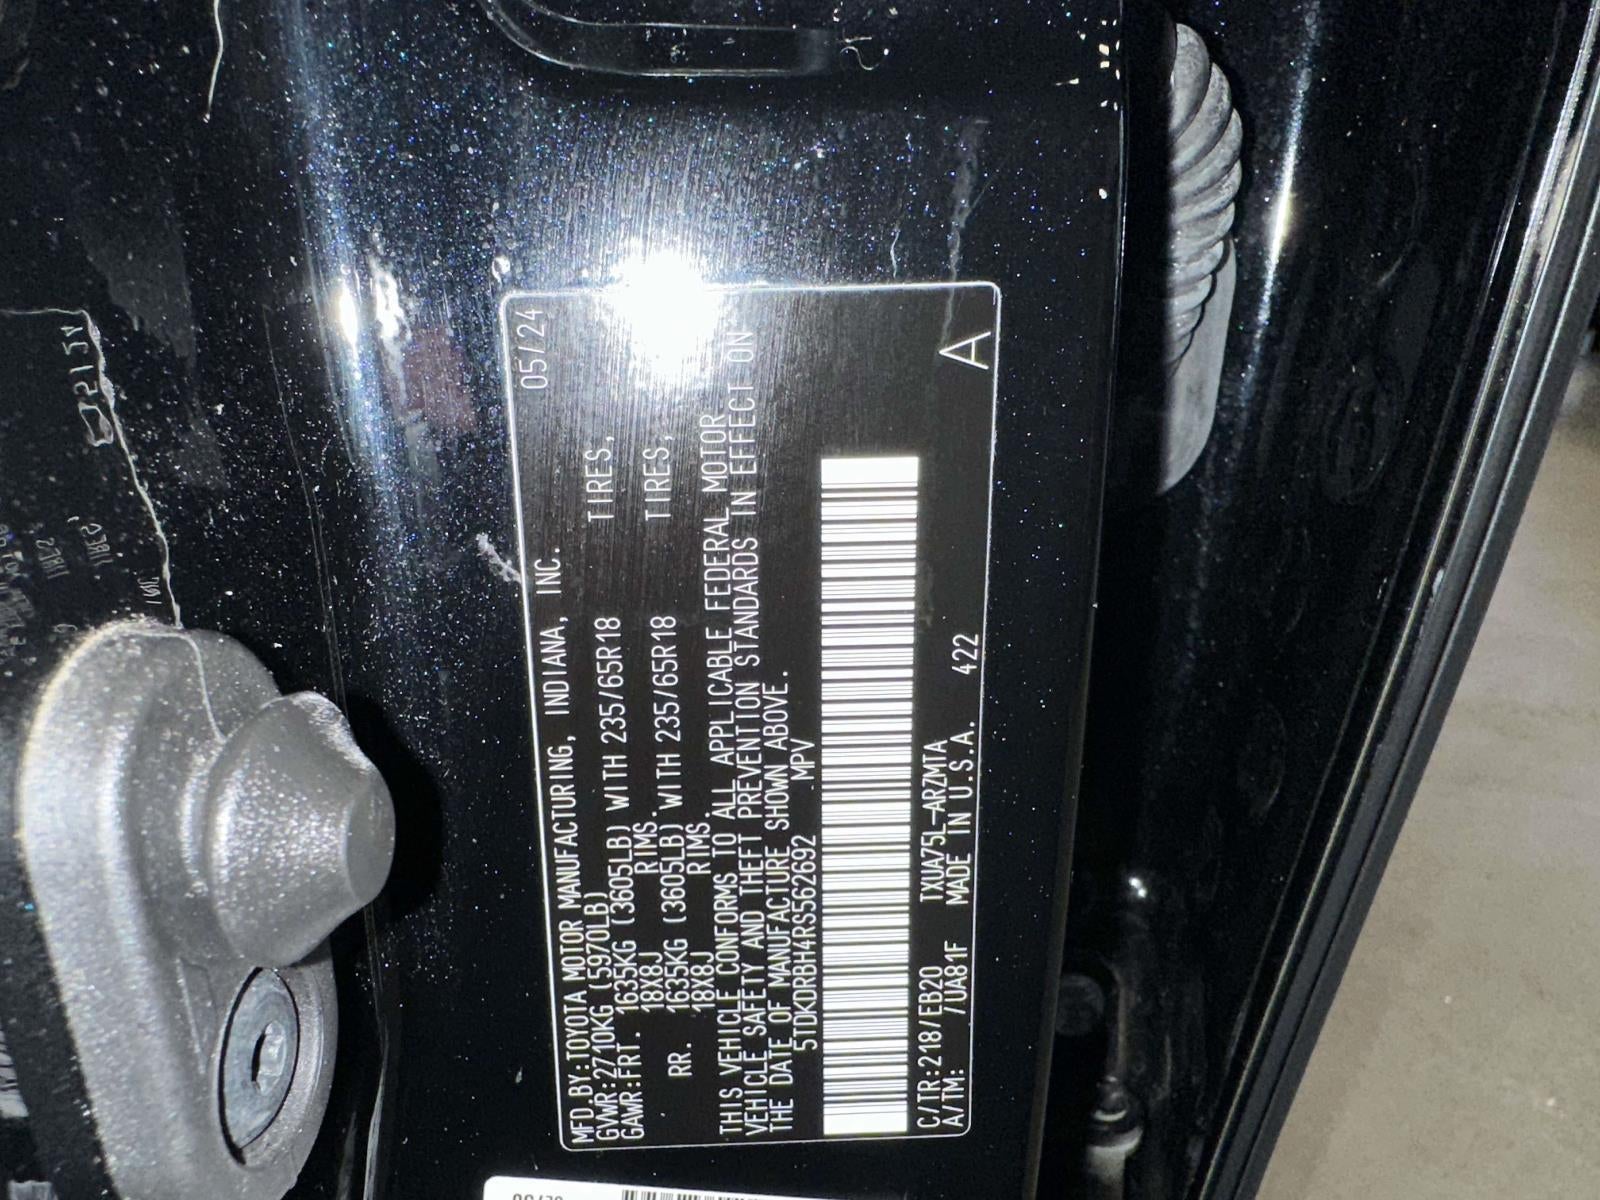 MFD.BY:TOYOTA MOTOR MANUFACTURING, INDIANA, INC. 05/24
GVWR:2710KG (5970LB)
GAWR:FRT. 1635KG (3605LB) WITH 235/65R18 TIRES,
18X8J RIMS.
RR. 1635KG (3605LB) WITH 235/65R18 TIRES,
18X8J RIMS.
THIS VEHICLE CONFORMS TO ALL APPLICABLE FEDERAL MOTOR
VEHICLE SAFETY AND THEFT PREVENTION STANDARDS IN EFFECT ON
THE DATE OF MANUFACTURE SHOWN ABOVE.
5TDKDRBH4RS562692 MPV
C/TR:218/EB20 TXUA75L-ARZMTA
A/TM: /UA81F MADE IN U.S.A. 422 A